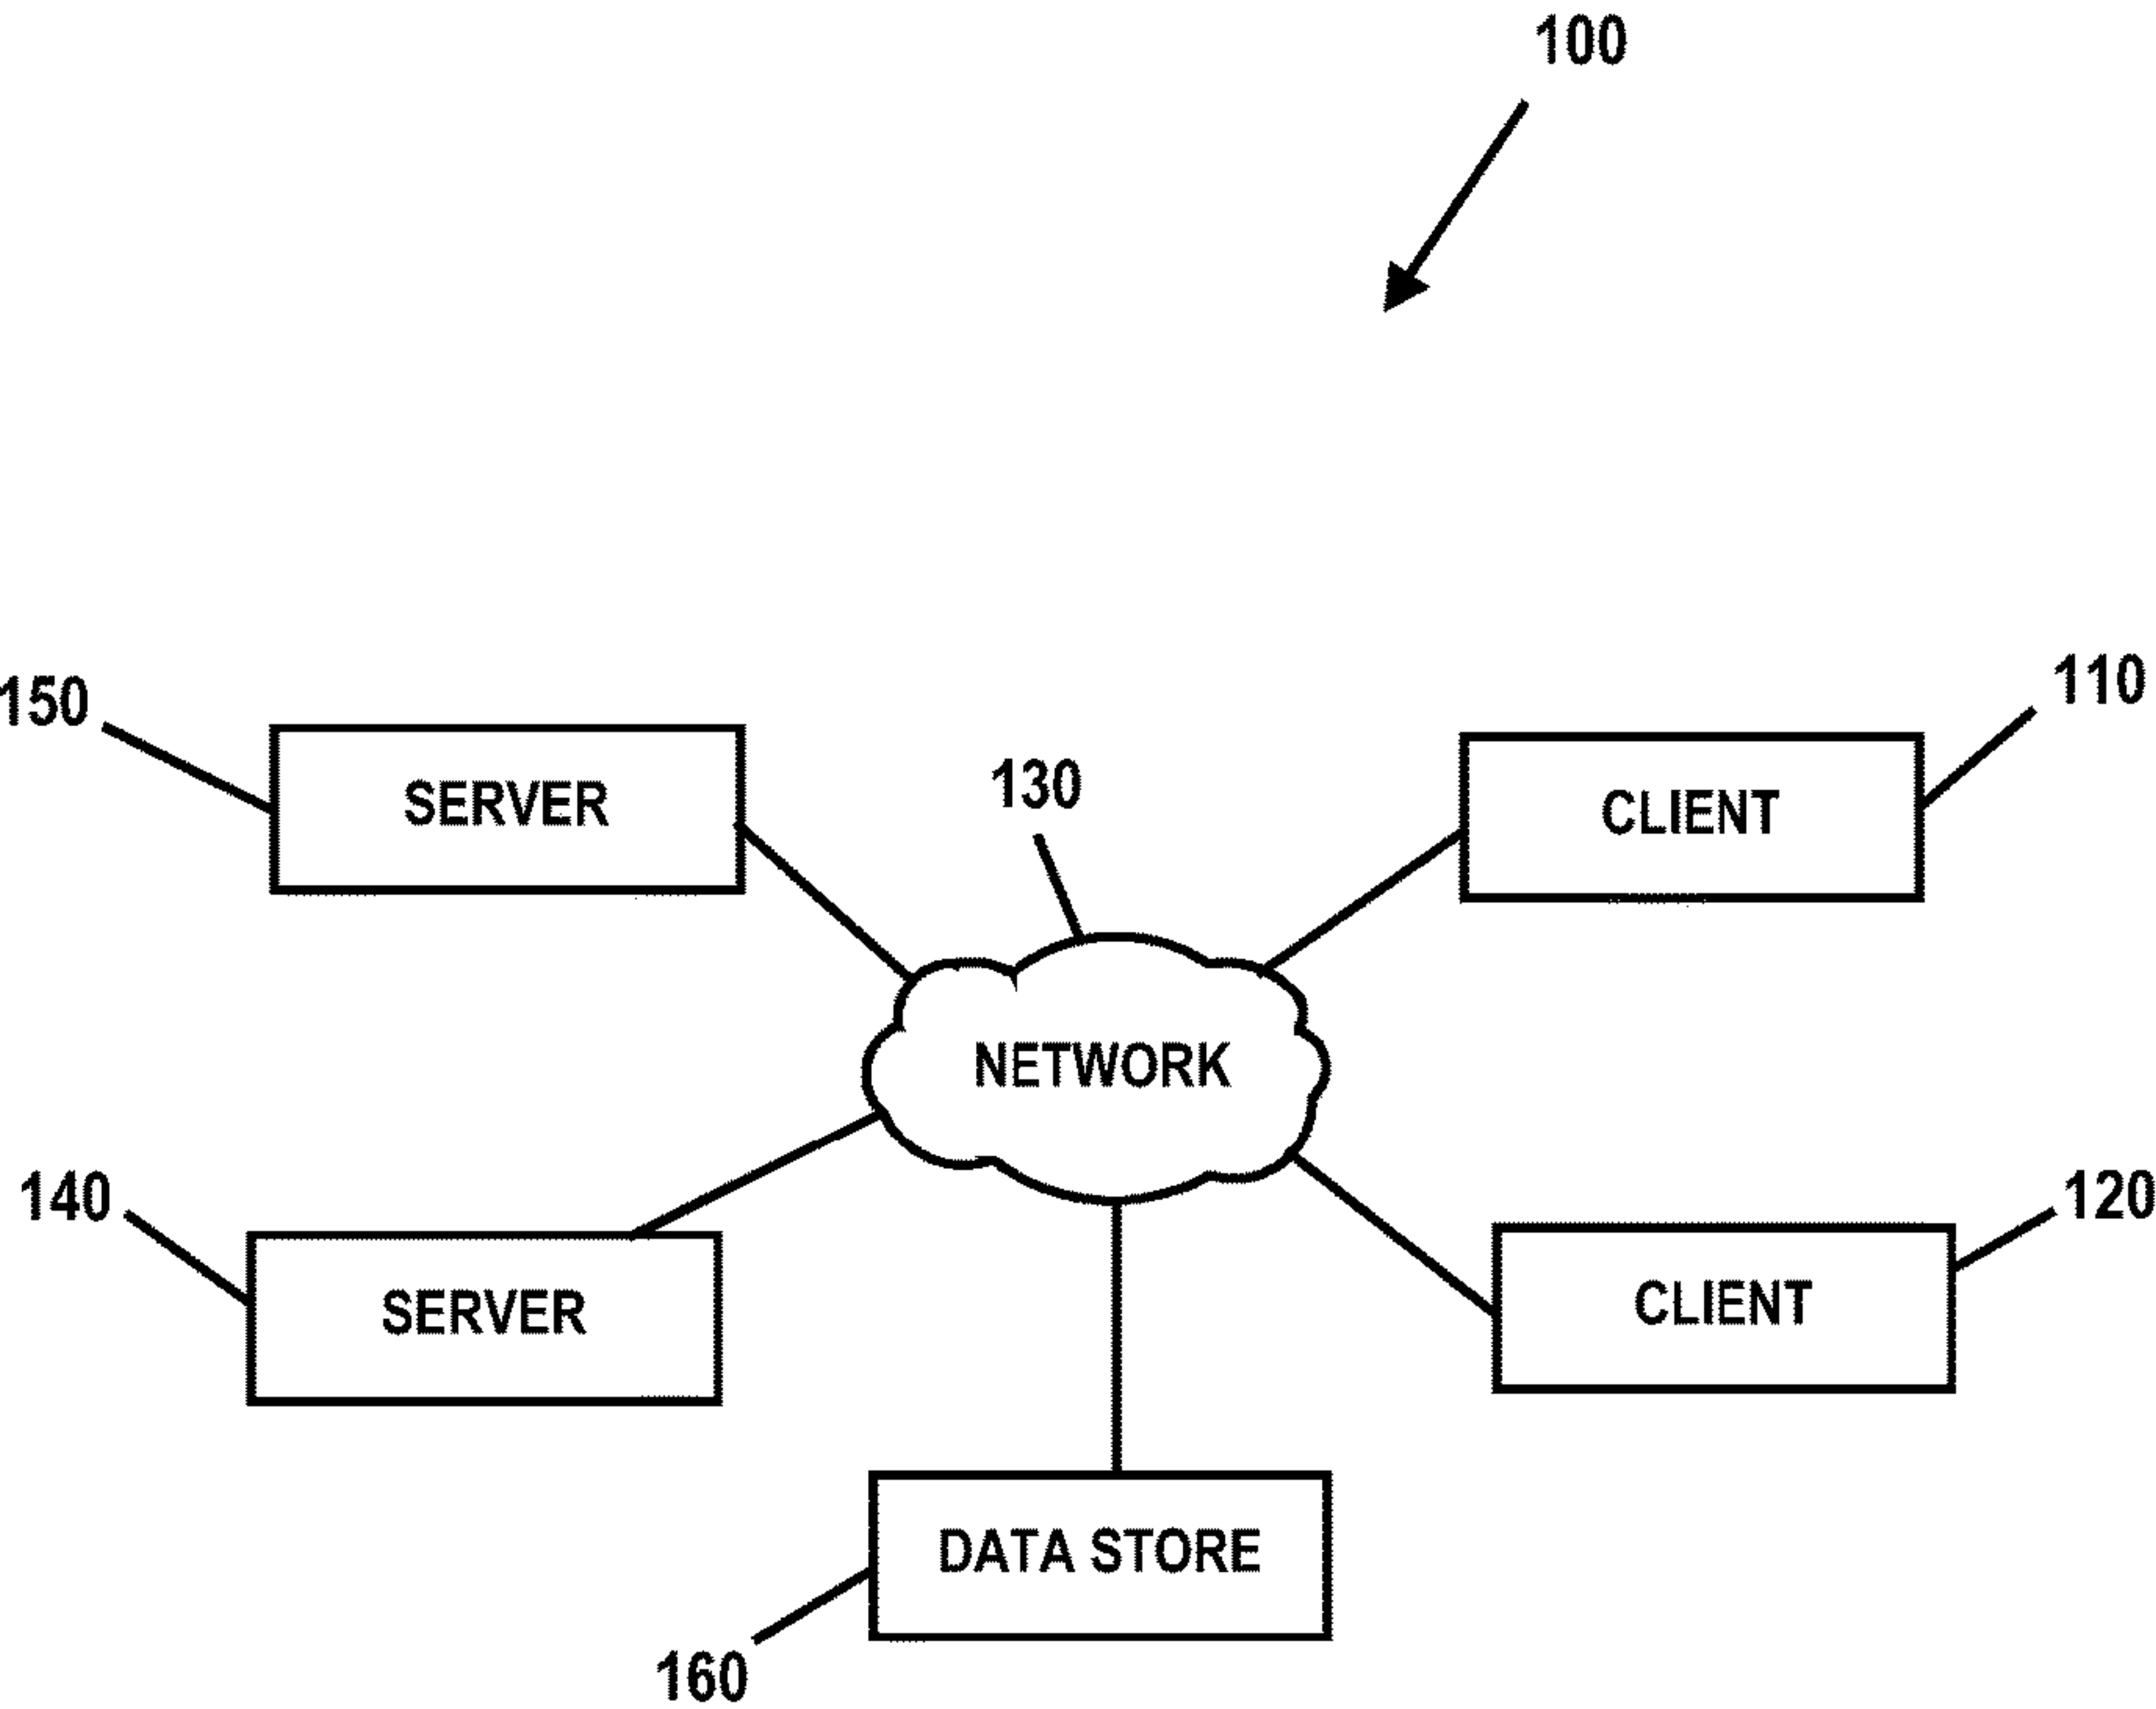 100
150
110
SERVER
130
CLIENT
NETWORK
140
120
SERVER
CLIENT
DATA STORE
160